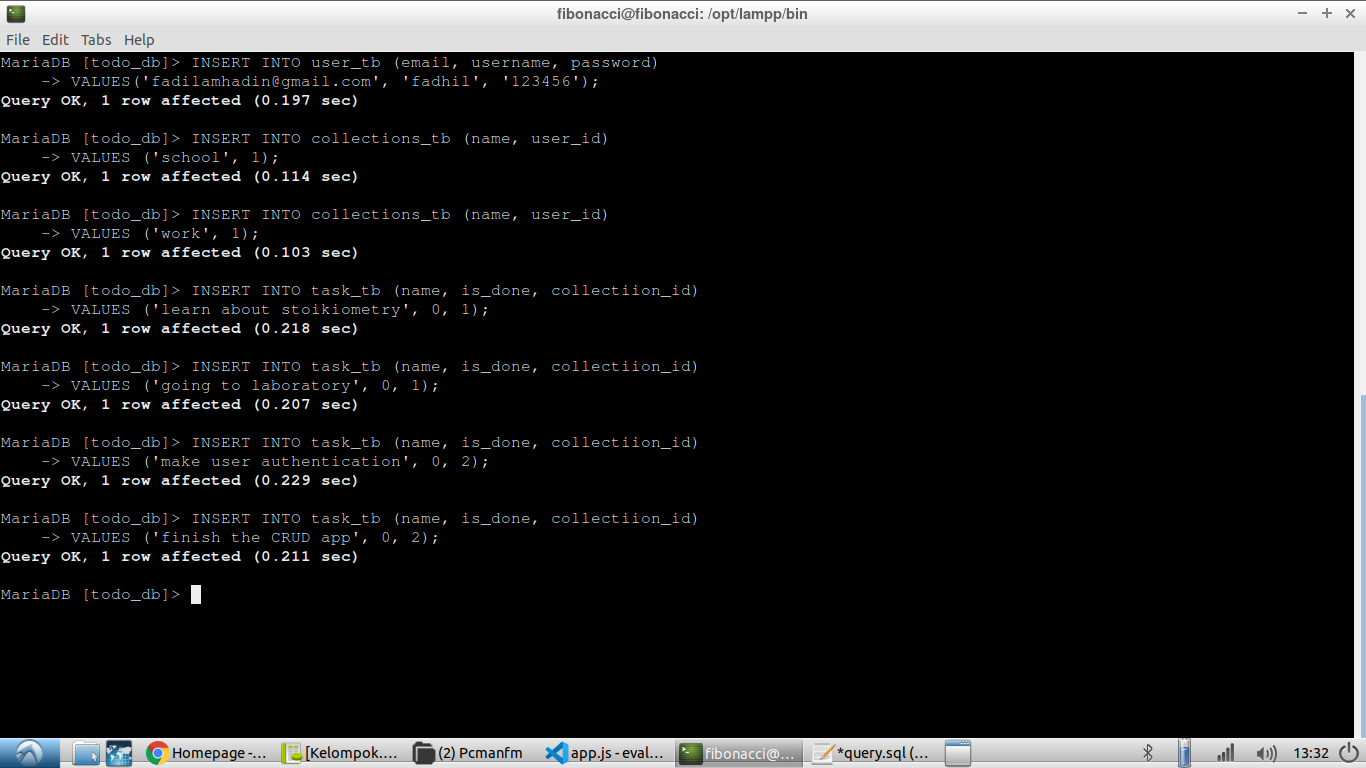 fibonacci@fibonacci: /opt/lampp/bin
File Edit Tabs Help
MariaDB [todo_db]> INSERT INTO user_tb (email, username, password)
    -> VALUES('fadilamhadin@gmail.com', 'fadhil', '123456');
Query OK, 1 row affected (0.197 sec)
MariaDB [todo_db]> INSERT INTO collections_tb (name, user_id)
    -> VALUES ('school', 1);
Query OK, 1 row affected (0.114 sec)
MariaDB [todo_db]> INSERT INTO collections_tb (name, user_id)
    -> VALUES ('work', 1);
Query OK, 1 row affected (0.103 sec)
MariaDB [todo_db]> INSERT INTO task_tb (name, is_done, collectiion_id)
    -> VALUES ('learn about stoikiometry', 0, 1);
Query OK, 1 row affected (0.218 sec)
MariaDB [todo_db]> INSERT INTO task_tb (name, is_done, collectiion_id)
    -> VALUES ('going to laboratory', 0, 1);
Query OK, 1 row affected (0.207 sec)
MariaDB [todo_db]> INSERT INTO task_tb (name, is_done, collectiion_id)
    -> VALUES ('make user authentication', 0, 2);
Query OK, 1 row affected (0.229 sec)
MariaDB [todo_db]> INSERT INTO task_tb (name, is_done, collectiion_id)
    -> VALUES ('finish the CRUD app', 0, 2);
Query OK, 1 row affected (0.211 sec)
MariaDB [todo_db]>
Homepage -... [Kelompok.... (2) Pcmanfm app.js - eval... fibonacci@... *query.sql (... 13:32